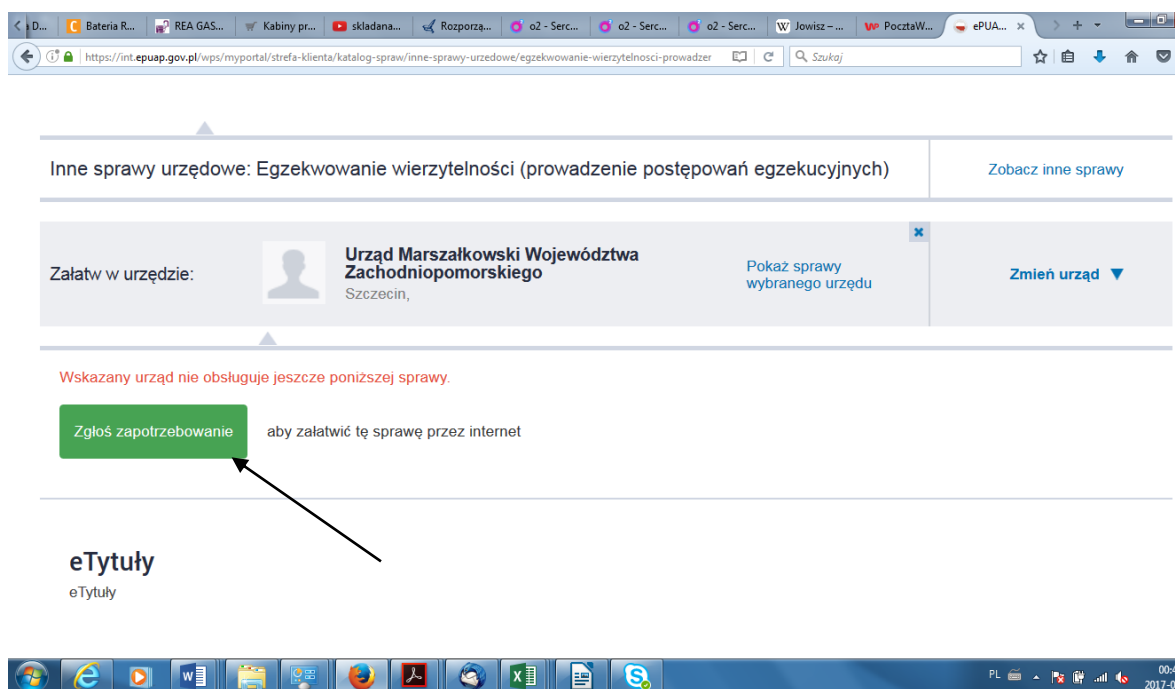 D...
Bateria R...
REA GAS...
Kabiny pr...
składana...
Rozporzą...
o2 - Serc...
o2 - Serc...
o2 - Serc...
Jowisz – ...
PocztaW...
ePUA...
https://int.epuap.gov.pl/wps/myportal/strefa-klienta/katalog-spraw/inne-sprawy-urzedowe/egzekwowanie-wierzytelnosci-prowadzer
Szukaj
Inne sprawy urzędowe: Egzekwowanie wierzytelności (prowadzenie postępowań egzekucyjnych)
Zobacz inne sprawy
Załatw w urzędzie:
Urząd Marszałkowski Województwa
Zachodniopomorskiego
Szczecin,
Pokaż sprawy
wybranego urzędu
Zmień urząd
Wskazany urząd nie obsługuje jeszcze poniższej sprawy.
Zgłoś zapotrzebowanie
aby załatwić tę sprawę przez internet
eTytuły
eTytuły
PL